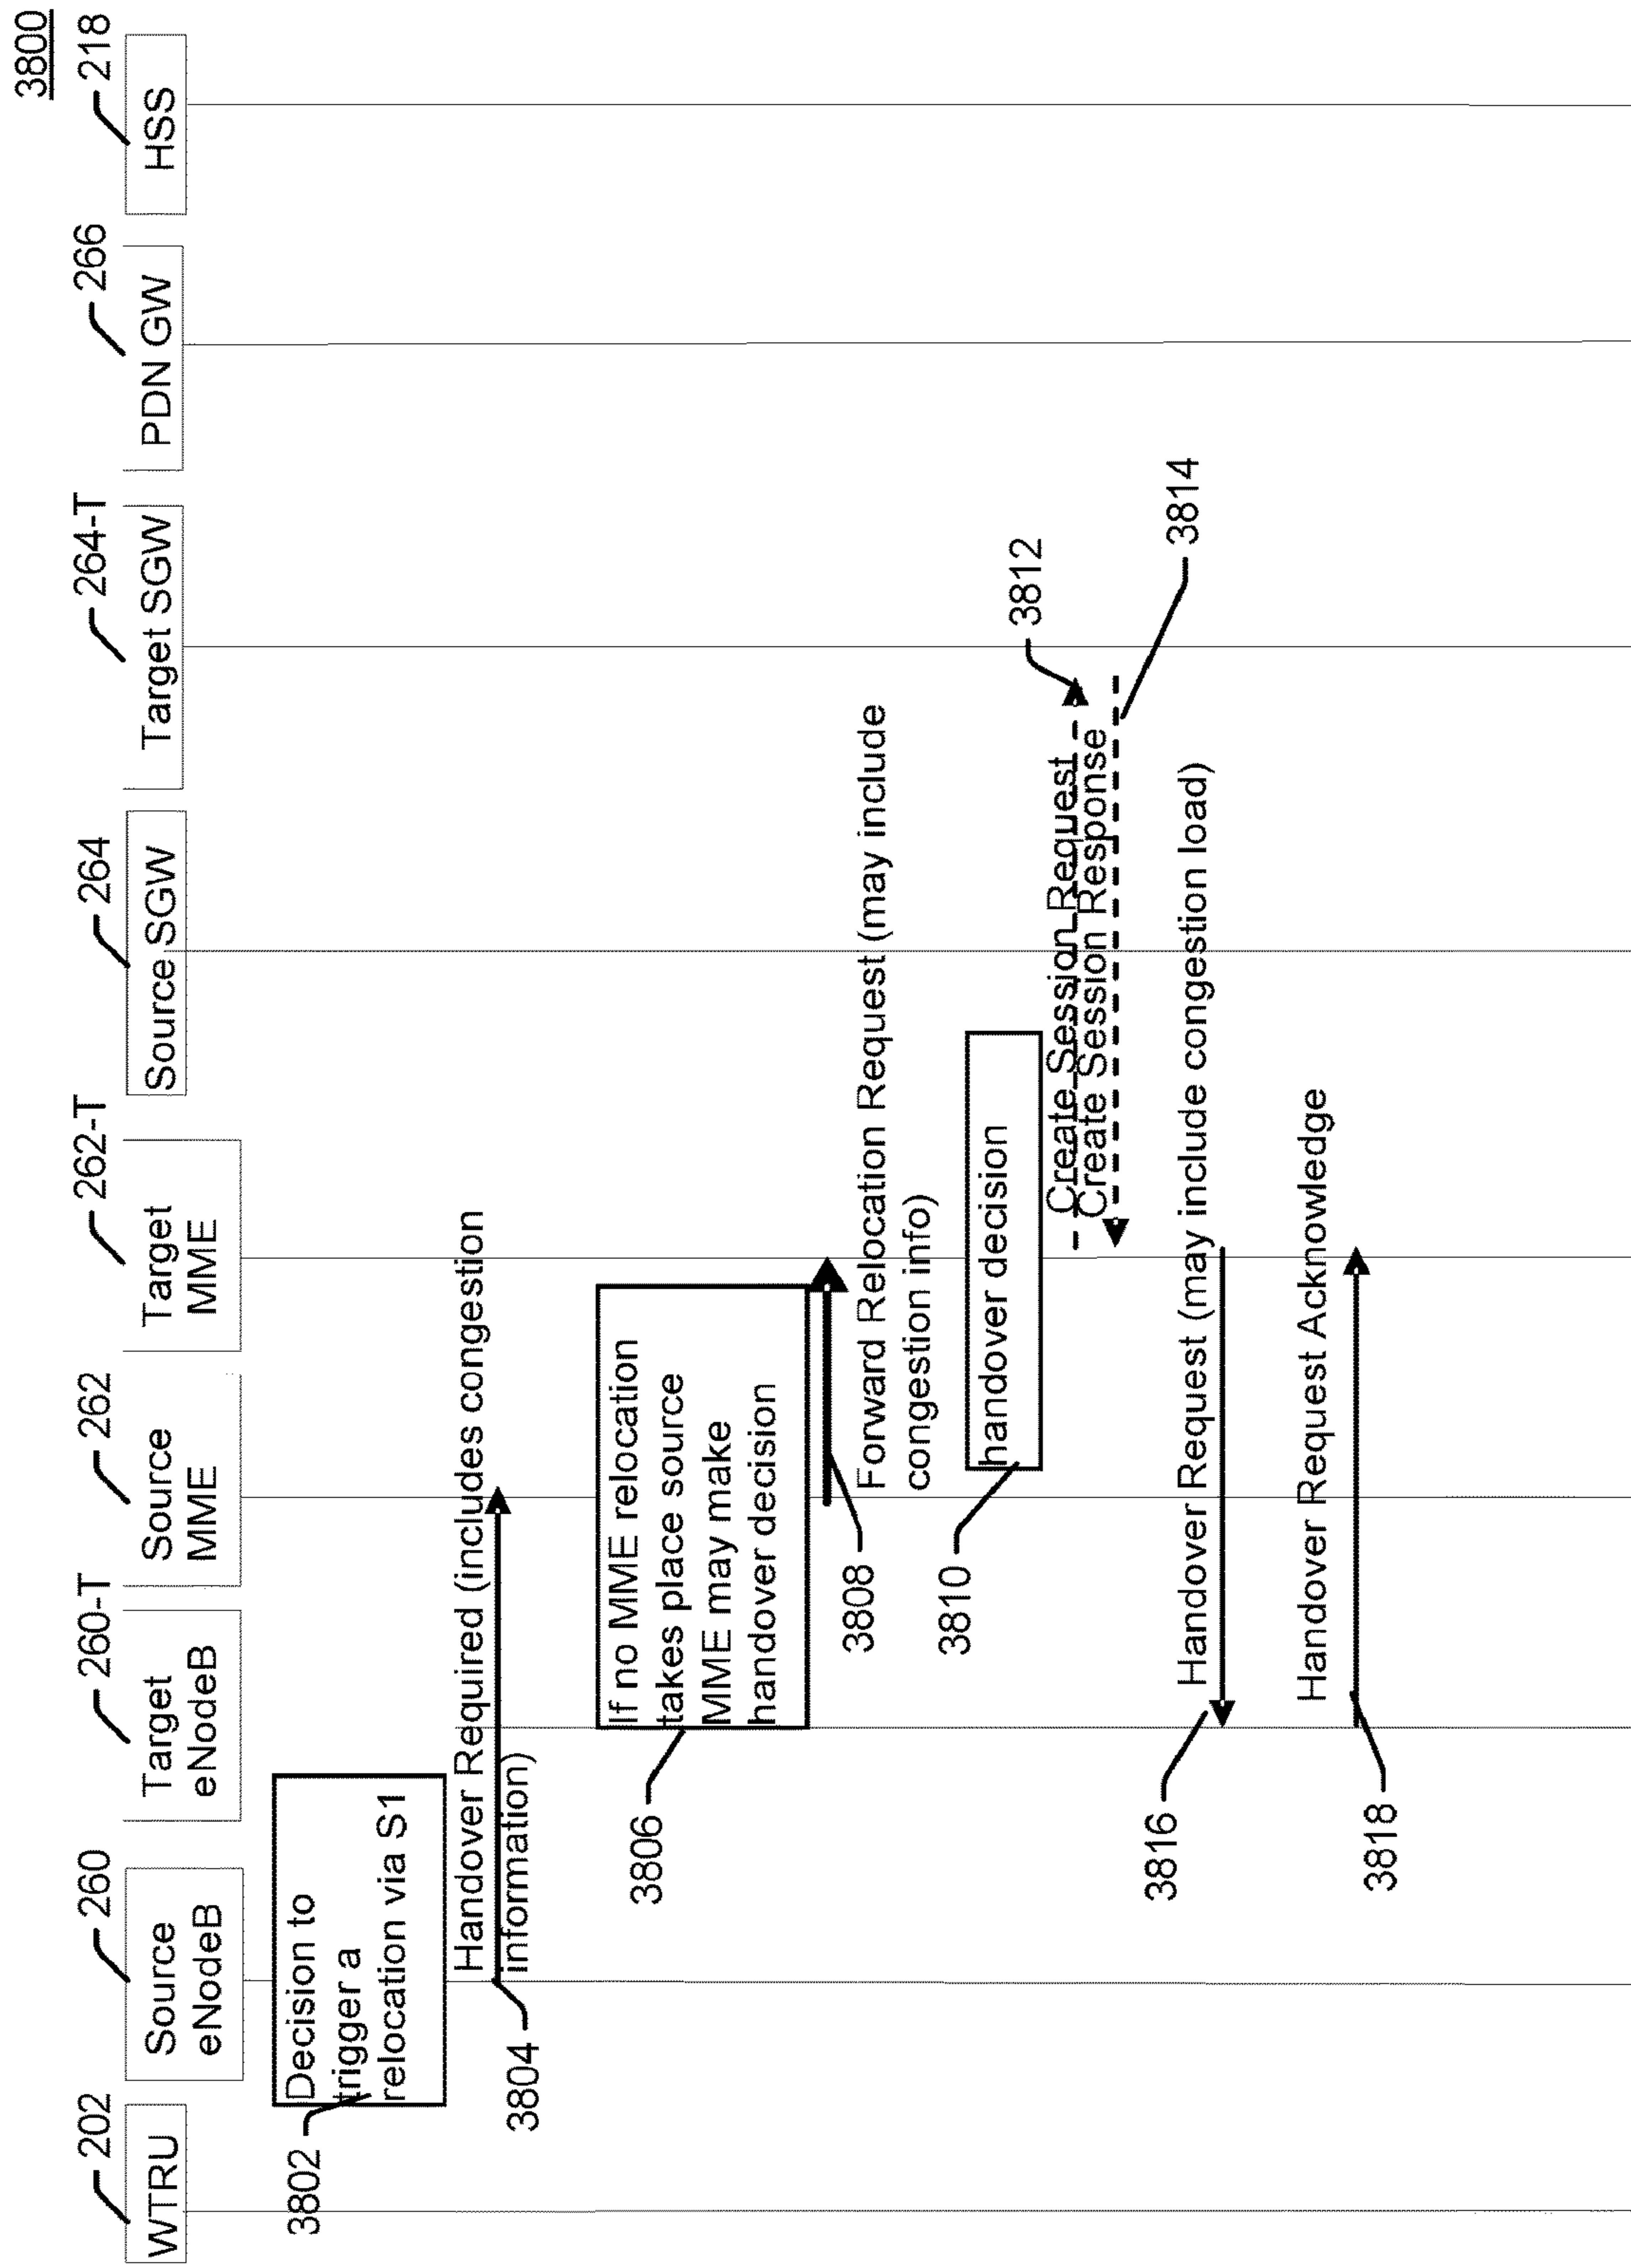 3800
202
260
260-T
262
262-T
264
264-T
266
218
WTRU
Source
eNodeB
Target
eNodeB
Source
MME
Target
MME
Source SGW
Target SGW
PDN GW
HSS
Decision to
trigger a
relocation via S1
3802
Handover Required (includes congestion
information)
3804
If no MME relocation
takes place source
MME may make
handover decision
3806
3808
Forward Relocation Request (may include
congestion info)
handover decision
3810
Create Session Request
3812
Create Session Response
3814
Handover Request (may include congestion load)
3816
Handover Request Acknowledge
3818